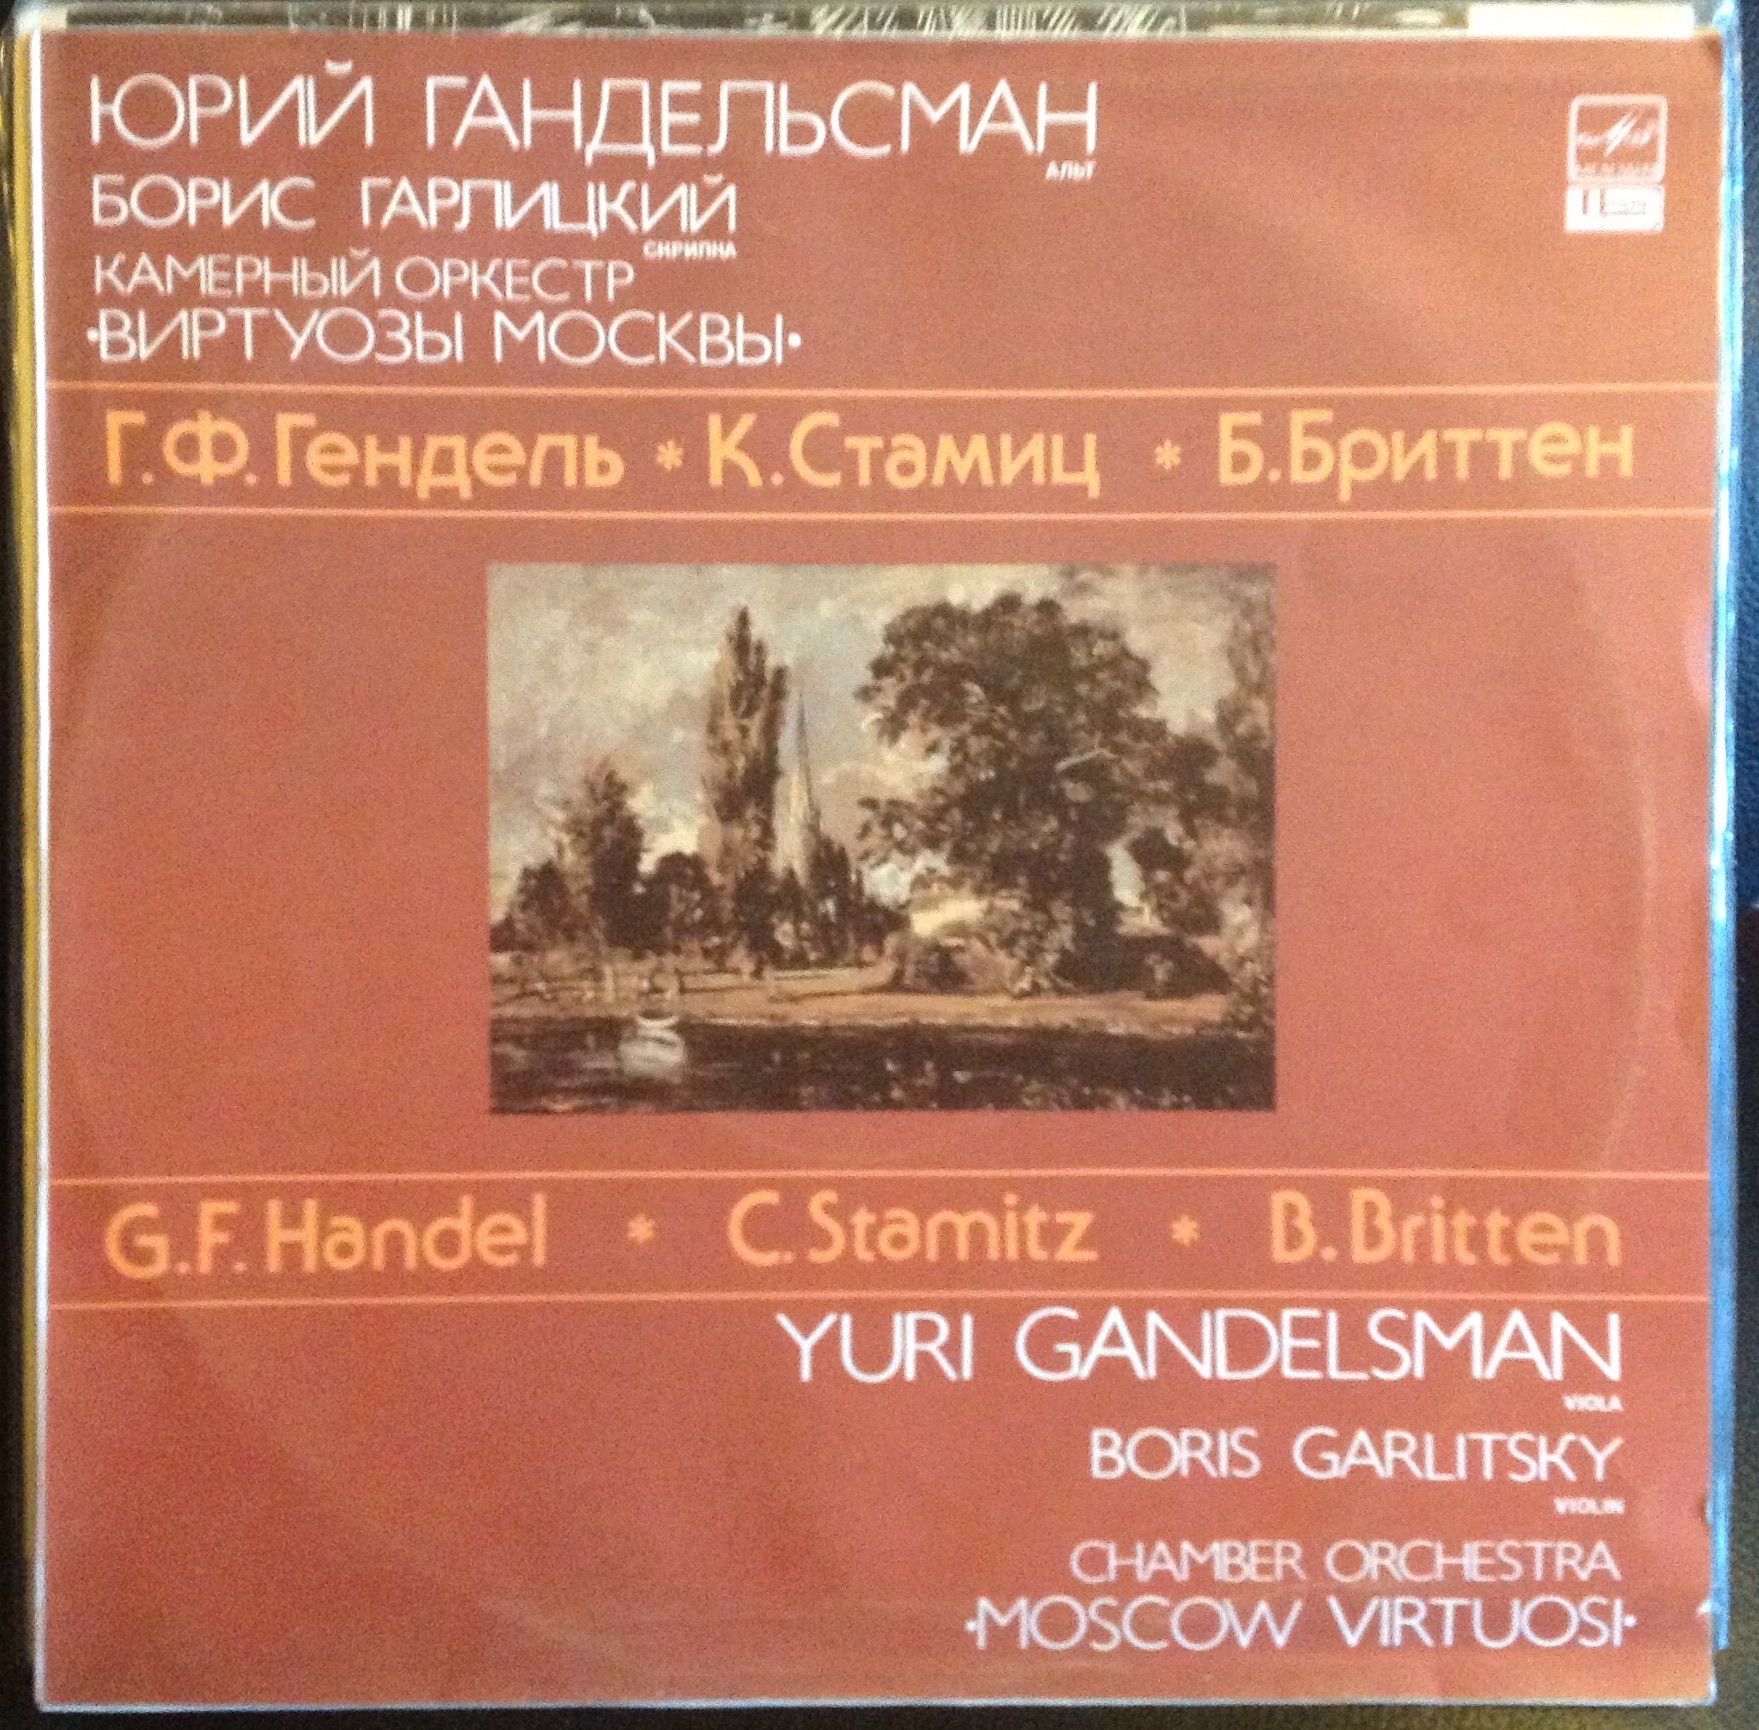 ЮРИЙ ГАНДЕЛЬСМАН
АЛЬТ
БОРИС ГАРЛИЦКИЙ
СКРИПКА
КАМЕРНЫЙ ОРКЕСТР
•ВИРТУОЗЫ МОСКВЫ•
Г.Ф.Гендель * К.Стамиц * Б.Бриттен
G.F.Handel * C.Stamitz * B.Britten
YURI GANDELSMAN
VIOLA
BORIS GARLITSKY
VIOLIN
CHAMBER ORCHESTRA
•MOSCOW VIRTUOSI•